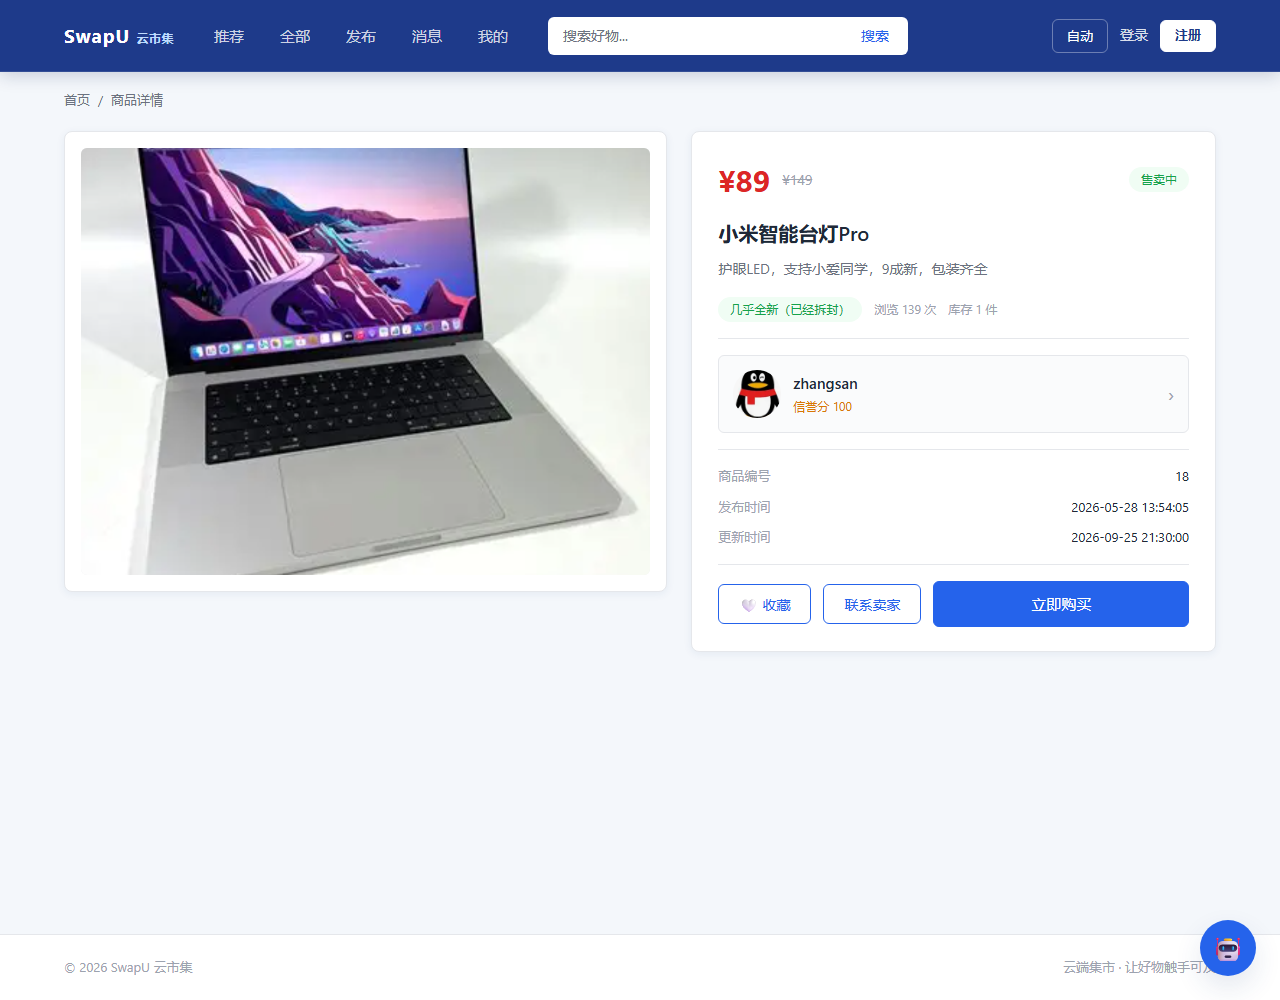 SwapU 云市集 推荐 全部 发布 消息 我的 搜索好物... 搜索 自动 登录 注册
首页 / 商品详情
¥89 ¥149 售卖中
小米智能台灯Pro
护眼LED，支持小爱同学，9成新，包装齐全
几乎全新（已经拆封） 浏览 139 次 库存 1 件
zhangsan
信誉分 100
›
商品编号 18
发布时间 2026-05-28 13:54:05
更新时间 2026-09-25 21:30:00
收藏 联系卖家 立即购买
© 2026 SwapU 云市集 云端集市 · 让好物触手可